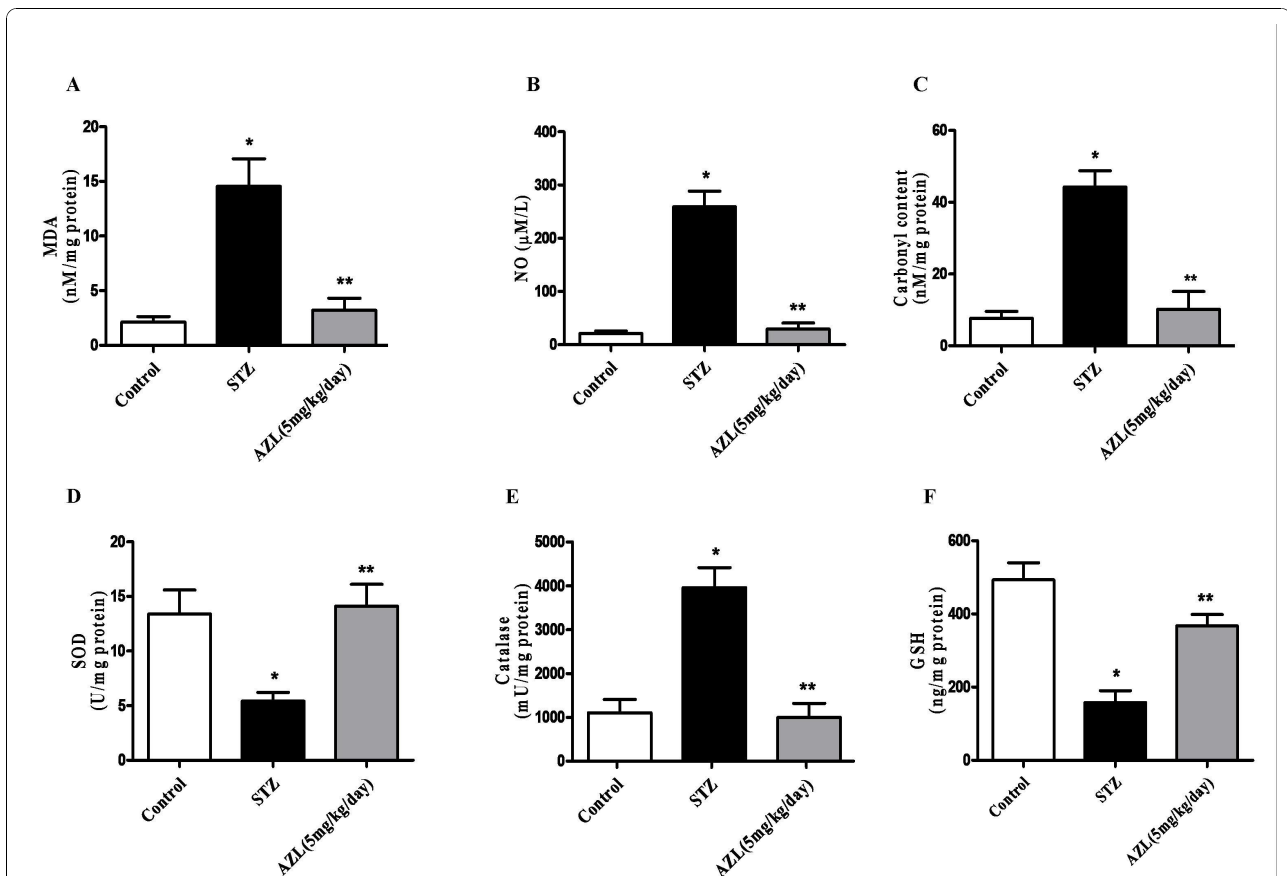 A
MDA
(nM/mg protein)
20
15
10
5
0
*
**
Control
STZ
AZL(5mg/kg/day)
B
NO (µM/L)
400
300
200
100
0
*
**
Control
STZ
AZL(5mg/kg/day)
C
Carbonyl content
(nM/mg protein)
60
40
20
0
*
**
Control
STZ
AZL(5mg/kg/day)
D
SOD
(U/mg protein)
20
15
10
5
0
*
**
Control
STZ
AZL(5mg/kg/day)
E
Catalase
(mU/mg protein)
5000
4000
3000
2000
1000
0
*
**
Control
STZ
AZL(5mg/kg/day)
F
GSH
(ng/mg protein)
600
400
200
0
*
**
Control
STZ
AZL(5mg/kg/day)